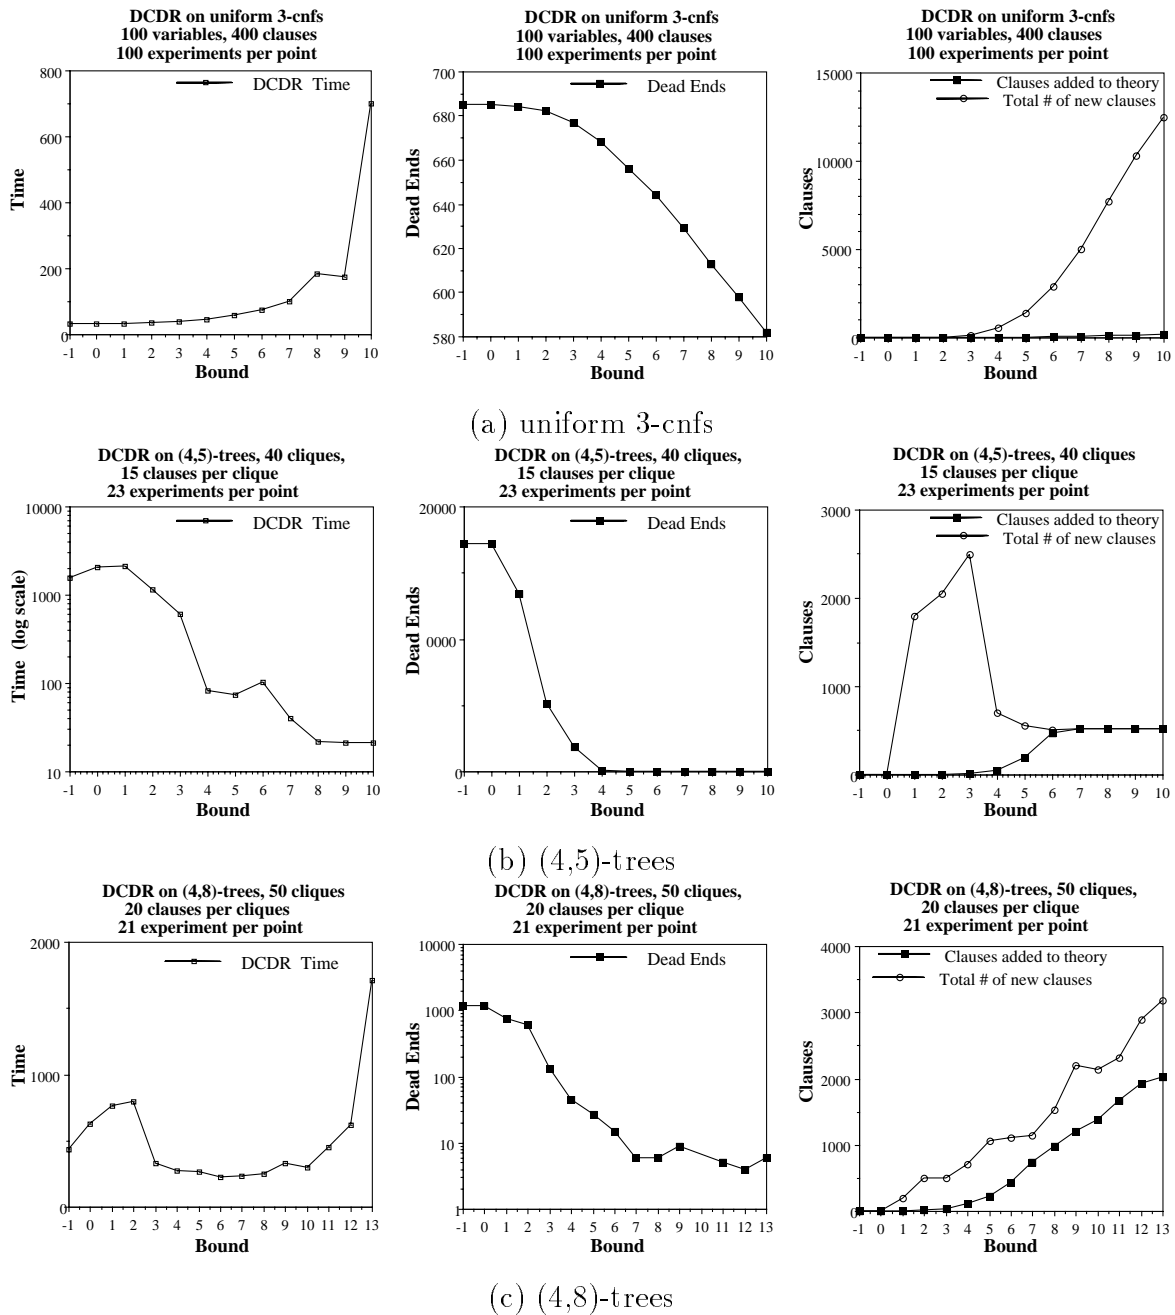 DCDR on uniform 3-cnfs
100 variables, 400 clauses
100 experiments per point
DCDR Time
Time
800
600
400
200
0
-1 0 1 2 3 4 5 6 7 8 9 10
Bound
DCDR on uniform 3-cnfs
100 variables, 400 clauses
100 experiments per point
Dead Ends
Dead Ends
700
680
660
640
620
600
580
-1 0 1 2 3 4 5 6 7 8 9 10
Bound
DCDR on uniform 3-cnfs
100 variables, 400 clauses
100 experiments per point
Clauses added to theory
Total # of new clauses
Clauses
15000
10000
5000
0
-1 0 1 2 3 4 5 6 7 8 9 10
Bound
(a) uniform 3-cnfs
DCDR on (4,5)-trees, 40 cliques,
15 clauses per clique
23 experiments per point
DCDR Time
Time (log scale)
10000
1000
100
10
-1 0 1 2 3 4 5 6 7 8 9 10
Bound
DCDR on (4,5)-trees, 40 cliques,
15 clauses per clique
23 experiments per point
Dead Ends
Dead Ends
20000
0000
0
-1 0 1 2 3 4 5 6 7 8 9 10
Bound
DCDR on (4,5)-trees, 40 cliques
15 clauses per clique
23 experiments per point
Clauses added to theory
Total # of new clauses
Clauses
3000
2000
1000
0
-1 0 1 2 3 4 5 6 7 8 9 10
Bound
(b) (4,5)-trees
DCDR on (4,8)-trees, 50 cliques
20 clauses per cliques
21 experiment per point
DCDR Time
Time
2000
1000
0
-1 0 1 2 3 4 5 6 7 8 9 10 11 12 13
Bound
DCDR on (4,8)-trees, 50 cliques,
20 clauses per clique
21 experiment per point
Dead Ends
Dead Ends
10000
1000
100
10
1
-1 0 1 2 3 4 5 6 7 8 9 10 11 12 13
Bound
DCDR on (4,8)-trees, 50 cliques,
20 clauses per clique
21 experiment per point
Clauses added to theory
Total # of new clauses
Clauses
4000
3000
2000
1000
0
-1 0 1 2 3 4 5 6 7 8 9 10 11 12 13
Bound
(c) (4,8)-trees